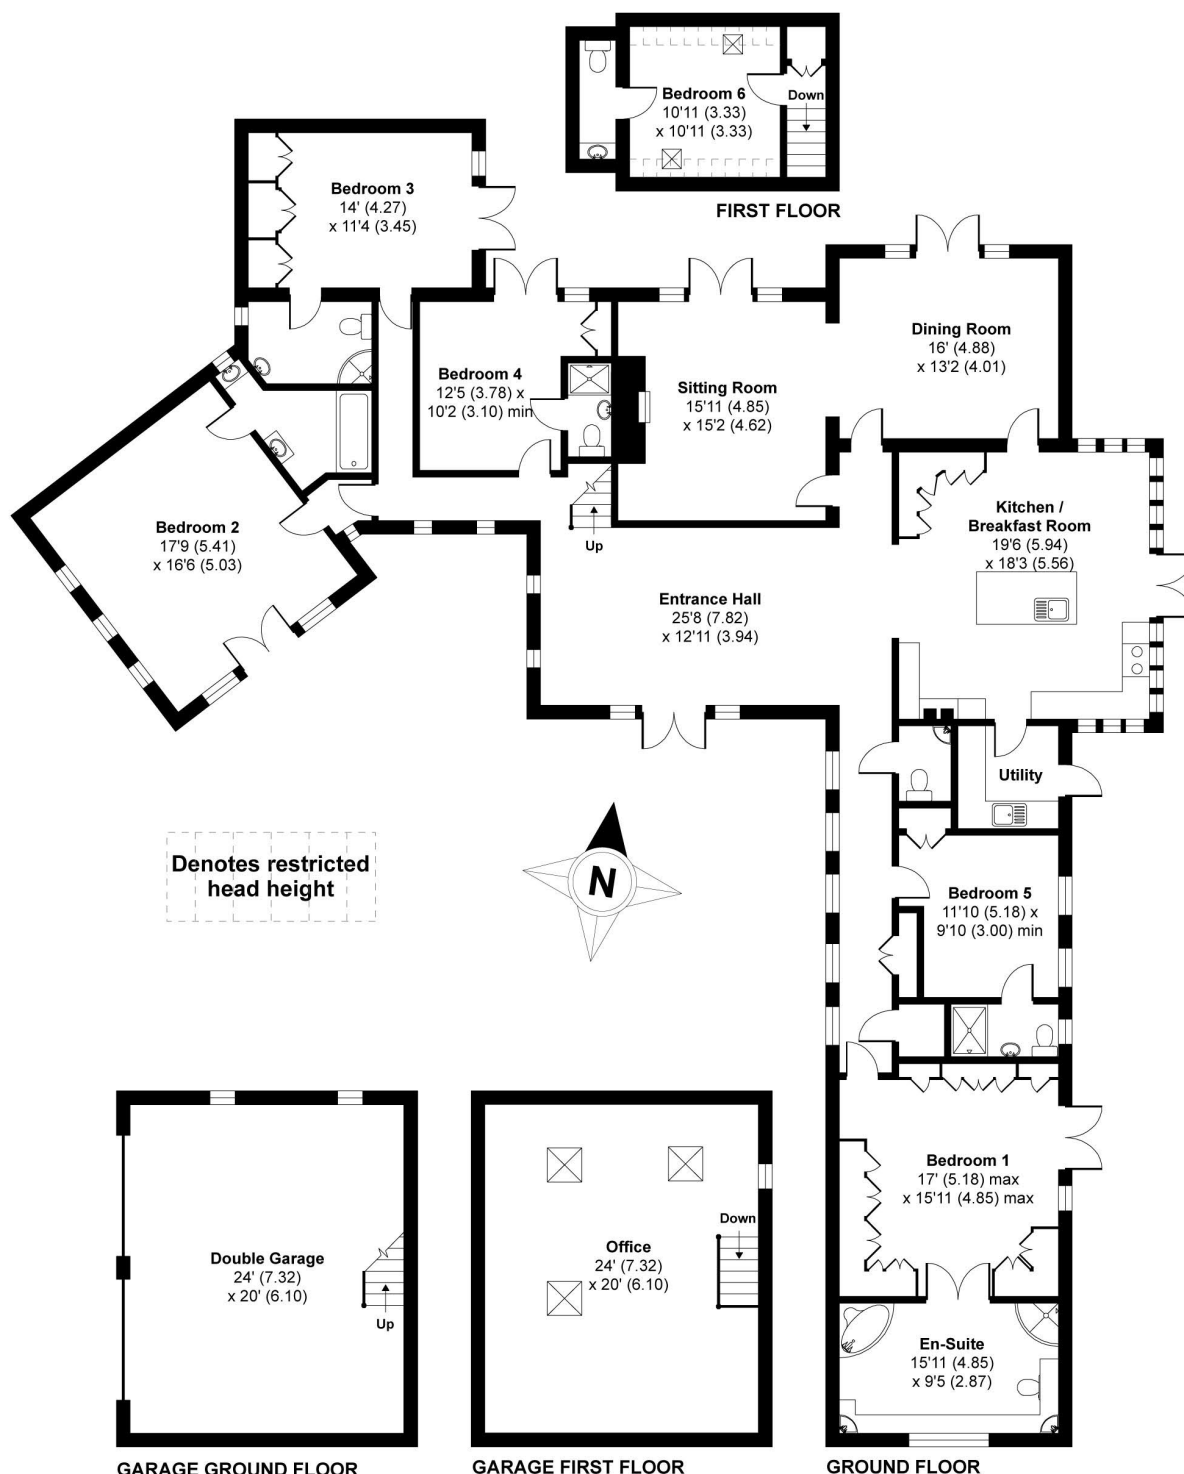 Bedroom 6
10'11 (3.33)
x 10'11 (3.33)
Down
FIRST FLOOR
Bedroom 3
14' (4.27)
x 11'4 (3.45)
Bedroom 4
12'5 (3.78) x
10'2 (3.10) min
Sitting Room
15'11 (4.85)
x 15'2 (4.62)
Dining Room
16' (4.88)
x 13'2 (4.01)
Bedroom 2
17'9 (5.41)
x 16'6 (5.03)
Up
Kitchen /
Breakfast Room
19'6 (5.94)
x 18'3 (5.56)
Entrance Hall
25'8 (7.82)
x 12'11 (3.94)
Utility
Denotes restricted
head height
N
Bedroom 5
11'10 (5.18) x
9'10 (3.00) min
Bedroom 1
17' (5.18) max
x 15'11 (4.85) max
Double Garage
24' (7.32)
x 20' (6.10)
Up
Office
24' (7.32)
x 20' (6.10)
Down
En-Suite
15'11 (4.85)
x 9'5 (2.87)
GARAGE GROUND FLOOR
GARAGE FIRST FLOOR
GROUND FLOOR